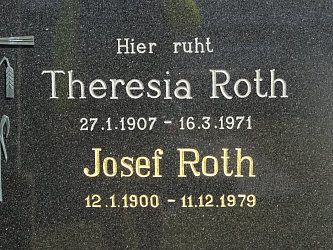 Hier ruht
Theresia Roth
27.1.1907 - 16.3.1971
Josef Roth
12.1.1900 - 11.12.1979